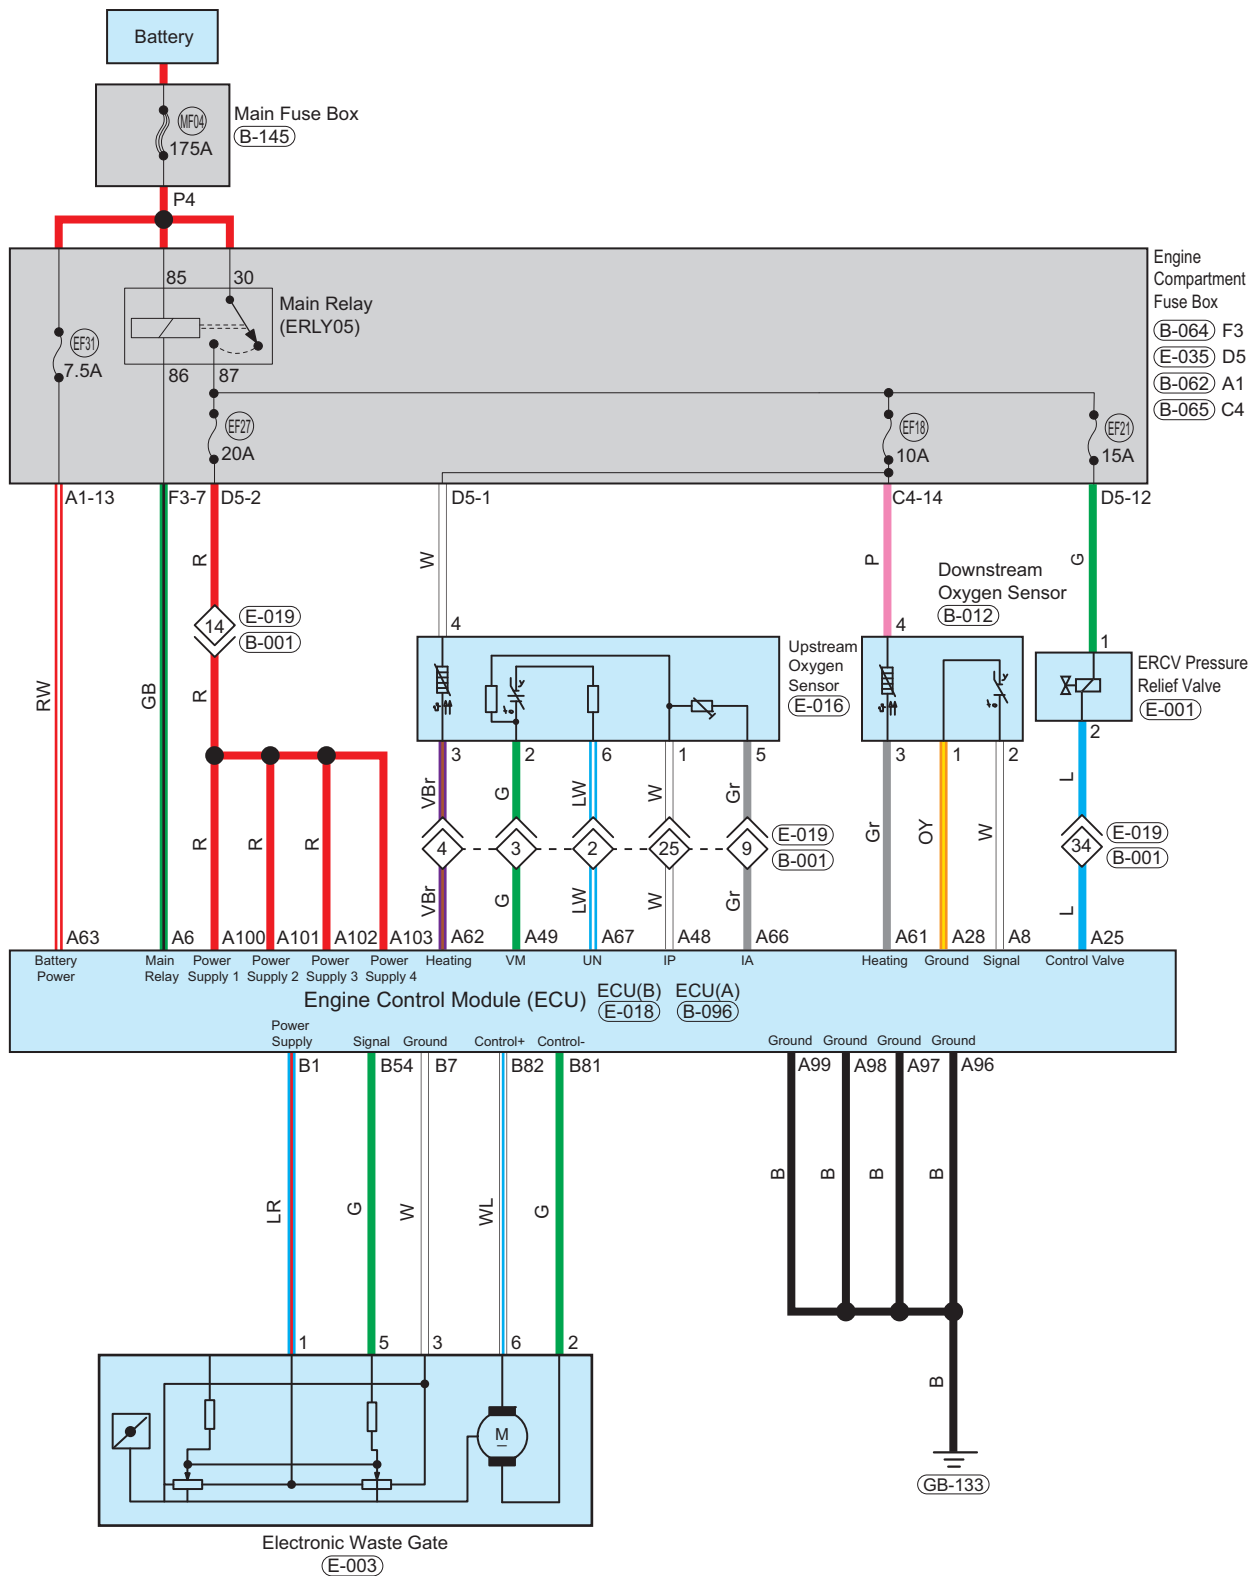 Battery
MF04
175A
Main Fuse Box
B-145
P4
85
30
Main Relay
(ERLY05)
86
87
EF31
7.5A
EF27
20A
EF18
10A
EF21
15A
Engine
Compartment
Fuse Box
B-064 F3
E-035 D5
B-062 A1
B-065 C4
A1-13
F3-7
D5-2
D5-1
C4-14
D5-12
RW
GB
R
W
P
G
14
E-019
B-001
R
4
Upstream
Oxygen
Sensor
E-016
Downstream
Oxygen Sensor
B-012
4
1
ERCV Pressure
Relief Valve
E-001
3
2
6
1
5
3
1
2
2
R
R
R
VBr
G
LW
W
Gr
Gr
OY
W
L
4
3
2
25
9
E-019
B-001
34
E-019
B-001
VBr
G
LW
W
Gr
L
A63
A6
A100
A101
A102
A103
A62
A49
A67
A48
A66
A61
A28
A8
A25
Battery
Power
Main
Relay
Power
Supply 1
Power
Supply 2
Power
Supply 3
Power
Supply 4
Heating
VM
UN
IP
IA
Heating
Ground
Signal
Control Valve
Engine Control Module (ECU)
ECU(B)
E-018
ECU(A)
B-096
Power
Supply
Signal
Ground
Control+
Control-
Ground
Ground
Ground
Ground
B1
B54
B7
B82
B81
A99
A98
A97
A96
LR
G
W
WL
G
B
B
B
B
1
5
3
6
2
M
B
GB-133
Electronic Waste Gate
E-003